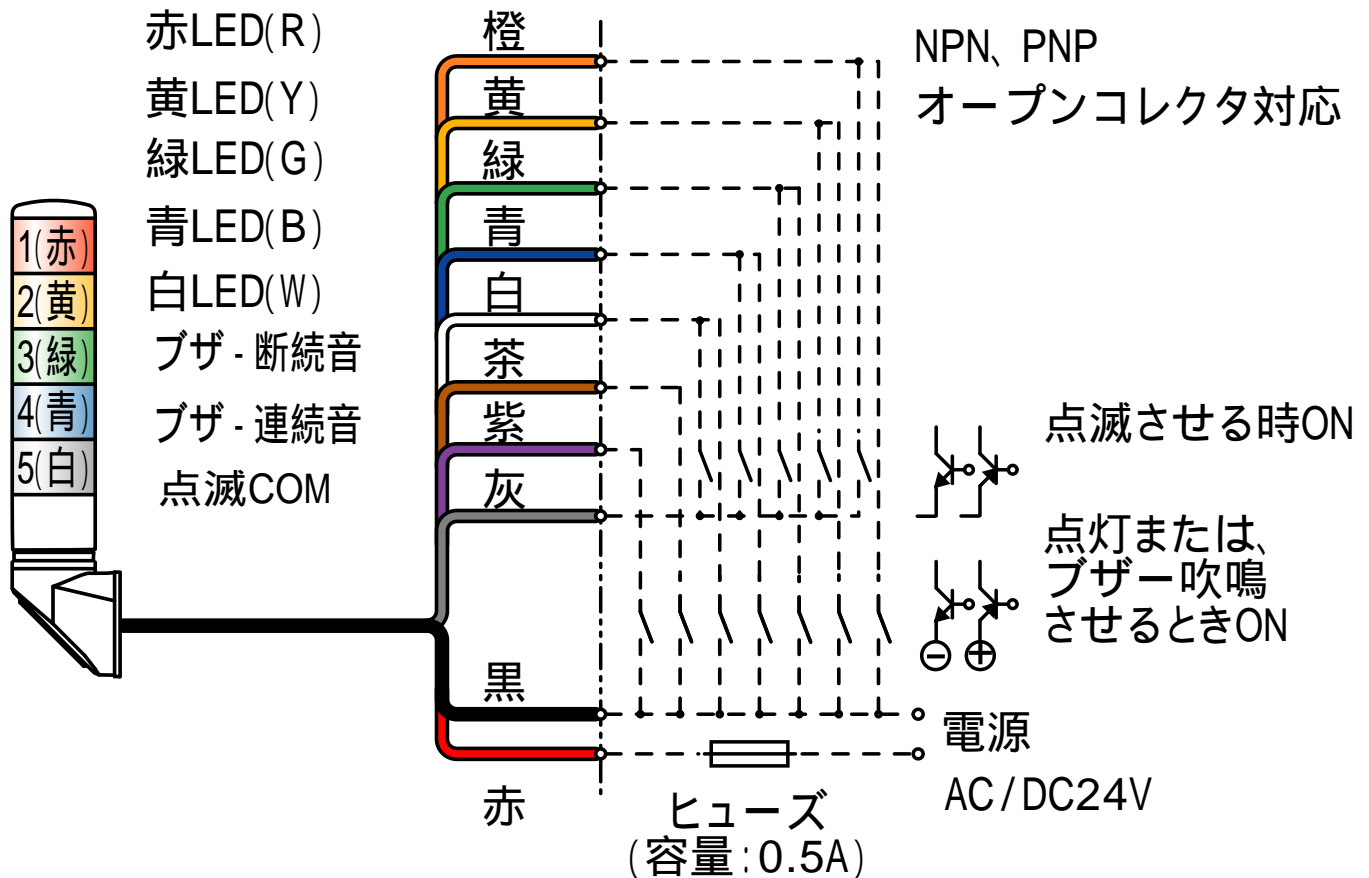 赤LED(R)
黄LED(Y)
緑LED(G)
青LED(B)
白LED(W)
ブザ-断続音
ブザ-連続音
点滅COM
1(赤)
2(黄)
3(緑)
4(青)
5(白)
橙
黄
緑
青
白
茶
紫
灰
黒
赤
NPN、PNP
オープンコレクタ対応
点滅させる時ON
点灯または、
ブザー吹鳴
させるときON
電源
AC/DC24V
ヒューズ
(容量:0.5A)